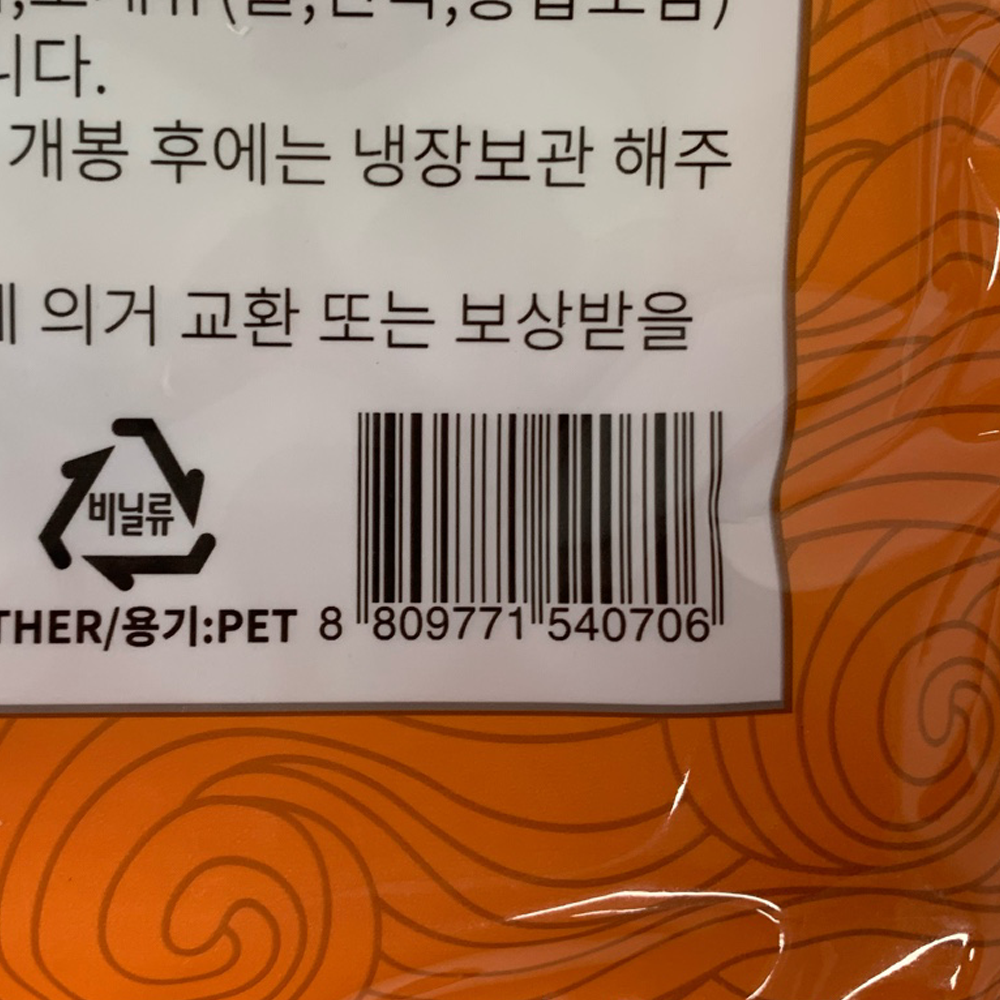 니다.
개봉 후에는 냉장보관 해주
의거 교환 또는 보상받을
비닐류
THER/용기:PET
8 809771 540706